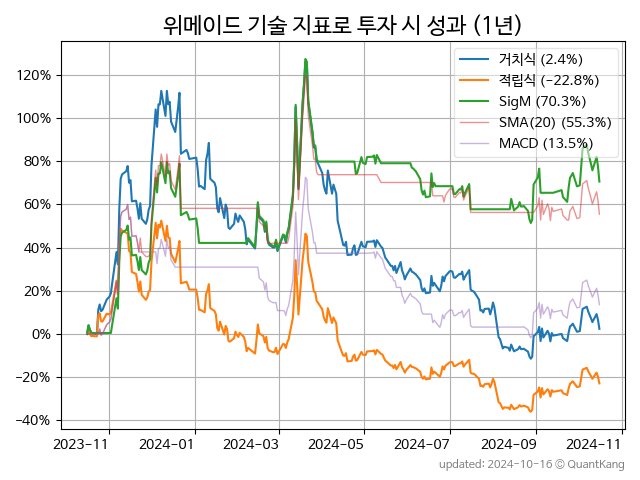 위메이드 기술 지표로 투자 시 성과 (1년)
거치식 (2.4%)
적립식 (−22.8%)
SigM (70.3%)
SMA(20) (55.3%)
MACD (13.5%)
120%
100%
80%
60%
40%
20%
0%
−20%
−40%
2023-11 2024-01 2024-03 2024-05 2024-07 2024-09 2024-11
updated: 2024-10-16 © QuantKang